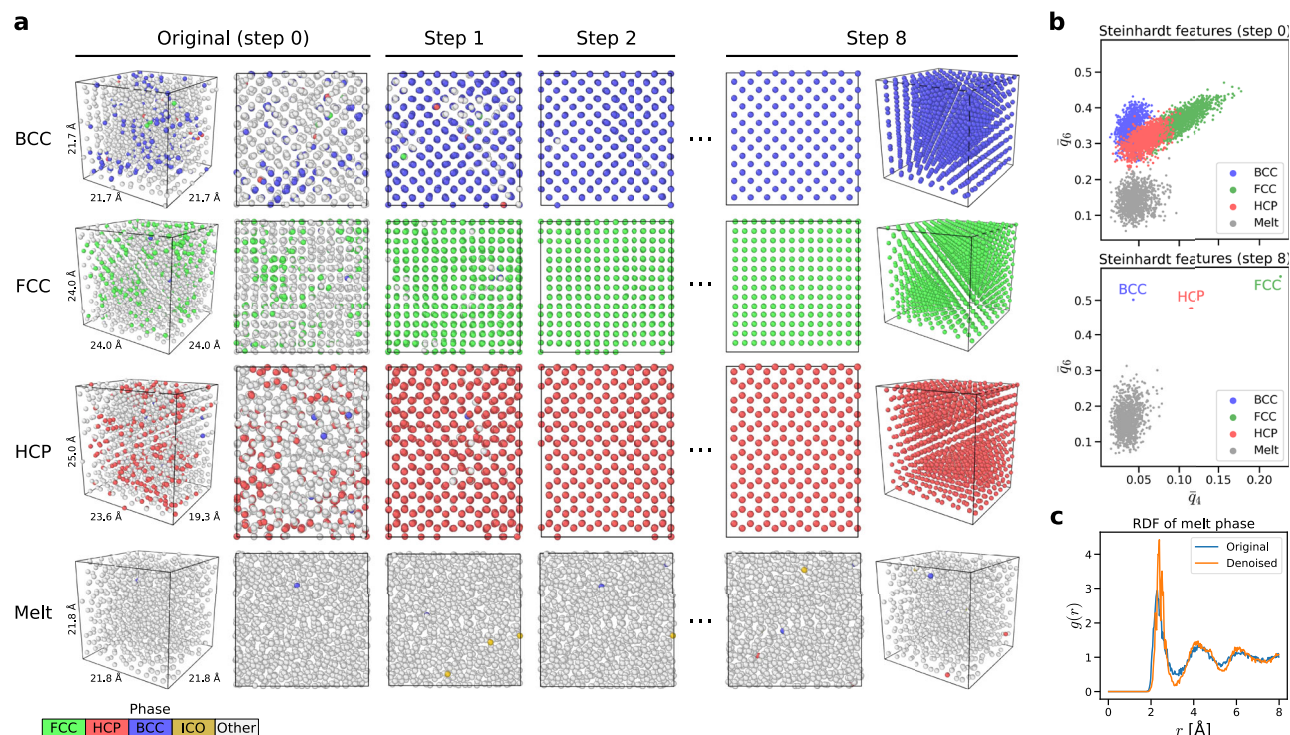 a
Original (step 0)
Step 1
Step 2
Step 8
BCC
21.7 Å
21.7 Å
21.7 Å
...
FCC
24.0 Å
24.0 Å
24.0 Å
...
HCP
25.0 Å
23.6 Å
19.3 Å
...
Melt
21.8 Å
21.8 Å
21.8 Å
...
Phase
FCC HCP BCC ICO Other
b
Steinhardt features (step 0)
q̄₆
0.5
0.4
0.3
0.2
0.1
BCC
FCC
HCP
Melt
Steinhardt features (step 8)
q̄₆
0.5
0.4
0.3
0.2
0.1
BCC
HCP
FCC
BCC
FCC
HCP
Melt
0.05 0.10 0.15 0.20
q̄₄
c
RDF of melt phase
g(r)
4
3
2
1
0
Original
Denoised
0 2 4 6 8
r [Å]